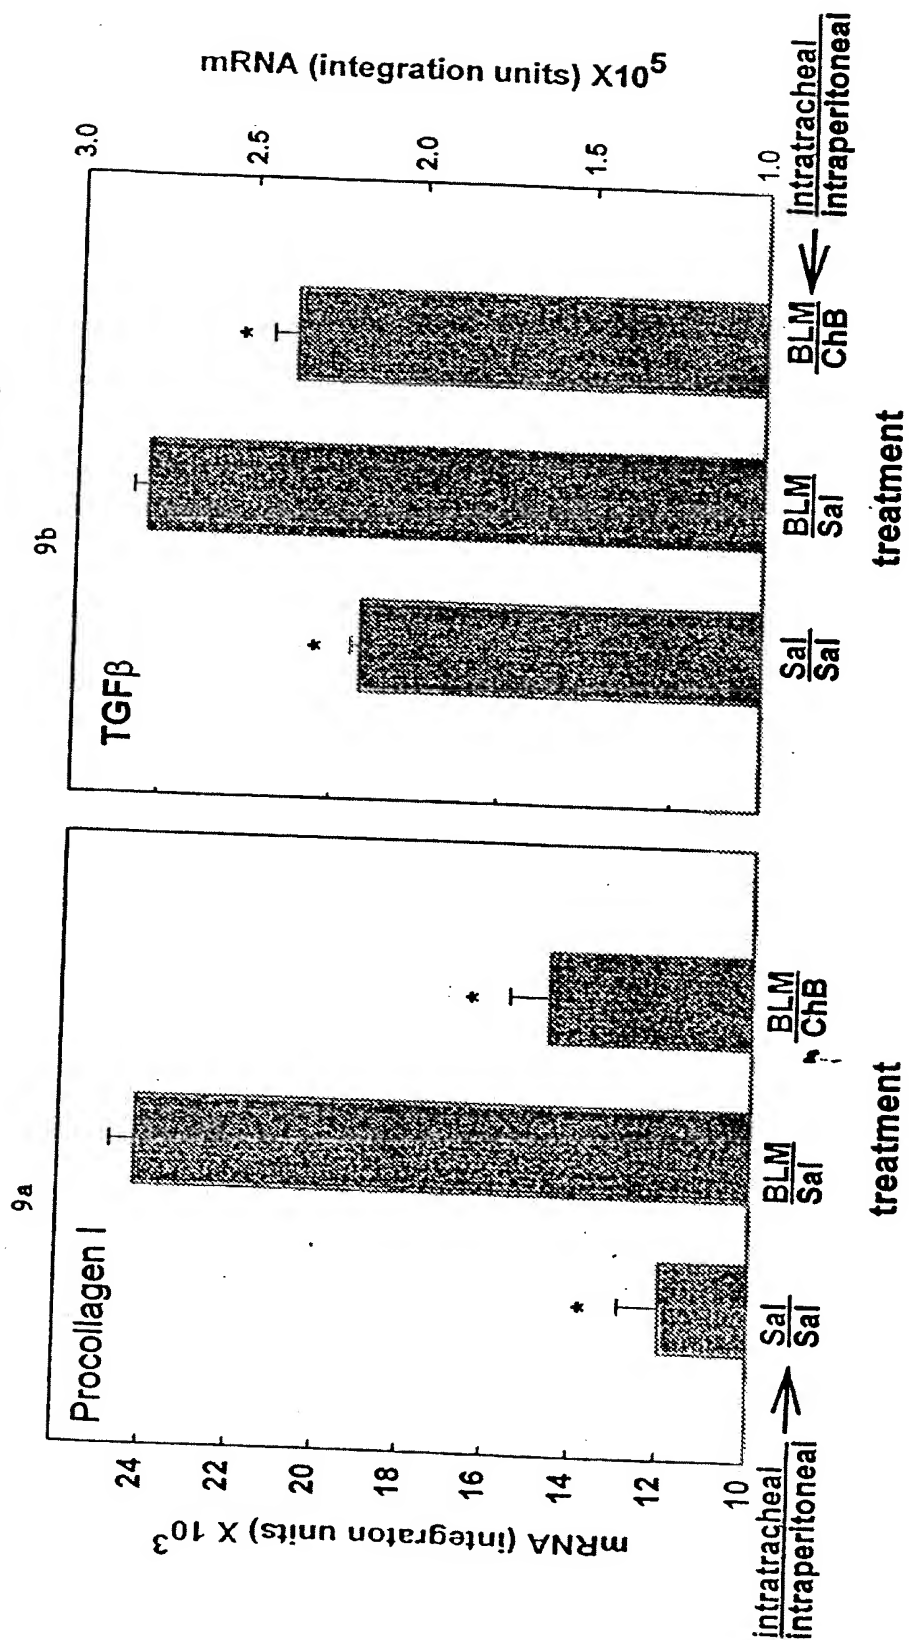 9a
9b
Procollagen I
TGFβ
mRNA (integraton units) X 10³
24
22
20
18
16
14
12
10
mRNA (integration units) X10⁵
3.0
2.5
2.0
1.5
1.0
*
*
*
*
intratracheal
intraperitoneal
Sal
Sal
BLM
Sal
BLM
ChB
Sal
Sal
BLM
Sal
BLM
ChB
intratracheal
intraperitoneal
treatment
treatment